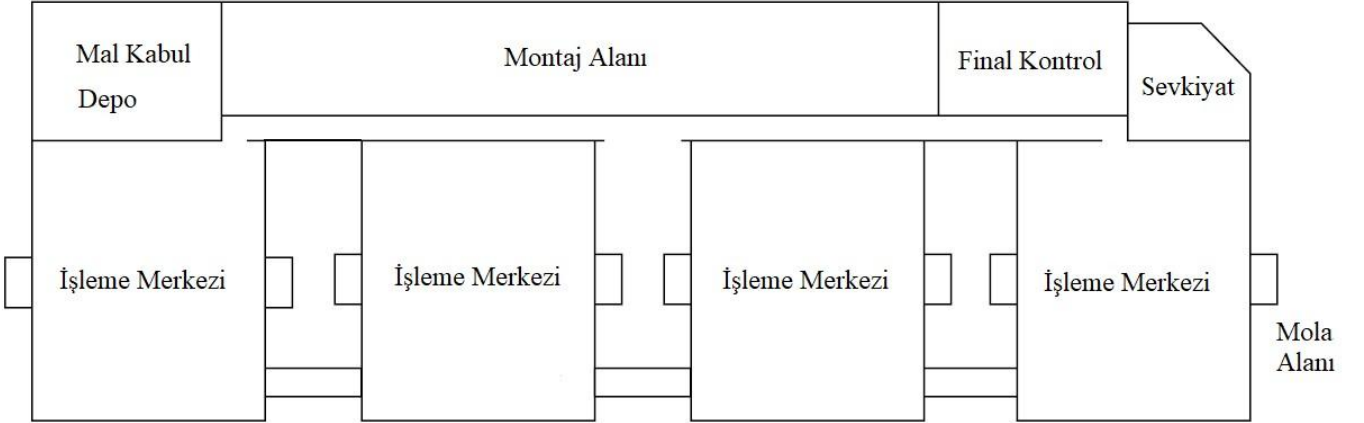 Mal Kabul
Depo
Montaj Alanı
Final Kontrol
Sevkiyat
İşleme Merkezi
İşleme Merkezi
İşleme Merkezi
İşleme Merkezi
Mola
Alanı